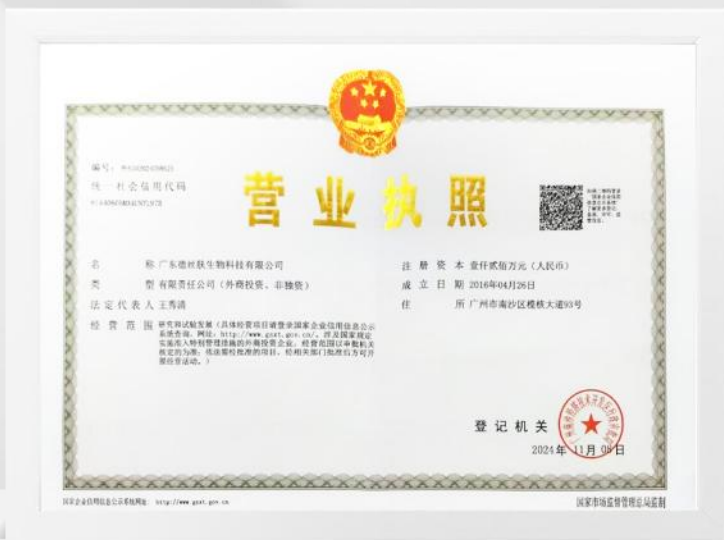 编号:
统一社会信用代码
营业执照
名 称 广东德丝肤生物科技有限公司
类 型 有限责任公司(外商投资、非独资)
法定代表人 王秀清
经营范围 研究和试验发展(具体经营项目请登录国家企业信用信息公示
系统查询,网址:http://www.gsxt.gov.cn/。涉及国家规定
实施准入特别管理措施的外商投资企业,经营范围以审批机关
核定的为准;依法须经批准的项目,经相关部门批准后方可开
展经营活动。)
注册资本 壹仟贰佰万元(人民币)
成立日期 2016年04月26日
住 所 广州市南沙区榄核大道93号
登记机关
2024年11月08日
国家企业信用信息公示系统网址: http://www.gsxt.gov.cn
国家市场监督管理总局监制